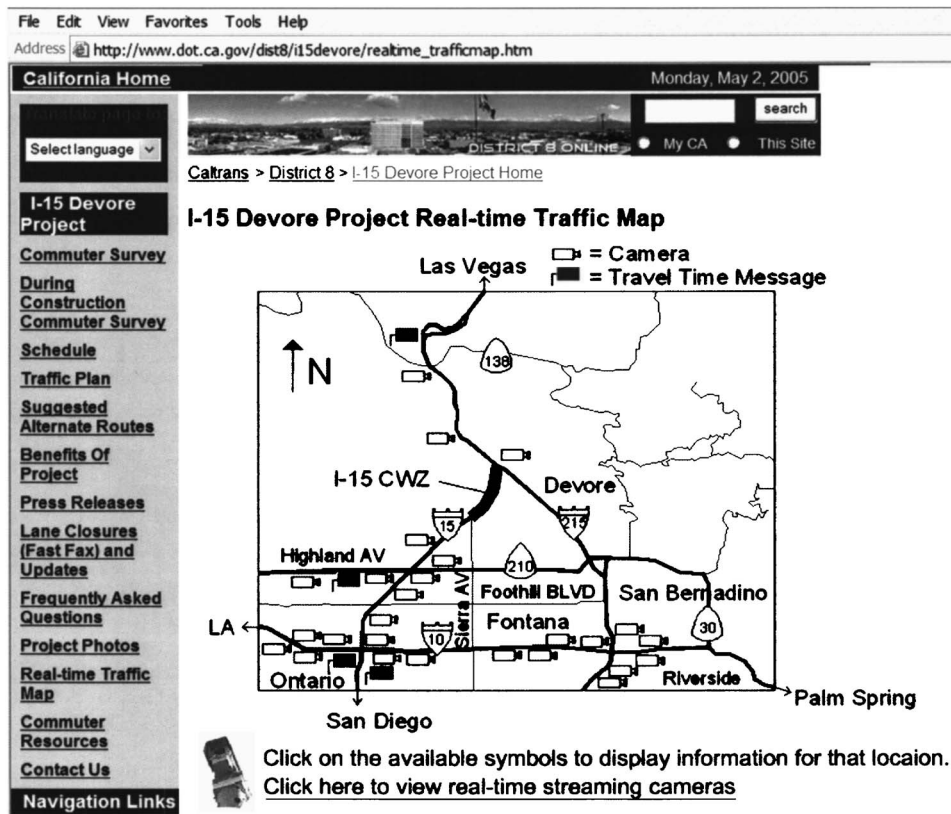 File Edit View Favorites Tools Help
Address http://www.dot.ca.gov/dist8/i15devore/realtime_trafficmap.htm
California Home
Monday, May 2, 2005
Select language
search
DISTRICT 8 ONLINE
My CA This Site
Caltrans > District 8 > I-15 Devore Project Home
I-15 Devore
Project
Commuter Survey
During
Construction
Commuter Survey
Schedule
Traffic Plan
Suggested
Alternate Routes
Benefits Of
Project
Press Releases
Lane Closures
(Fast Fax) and
Updates
Frequently Asked
Questions
Project Photos
Real-time Traffic
Map
Commuter
Resources
Contact Us
Navigation Links
I-15 Devore Project Real-time Traffic Map
= Camera
= Travel Time Message
Las Vegas
N
138
I-15 CWZ
Devore
15
215
Highland AV
210
Sierra AV
Foothill BLVD
San Bernadino
LA
10
Fontana
30
Ontario
Riverside
Palm Spring
San Diego
Click on the available symbols to display information for that locaion.
Click here to view real-time streaming cameras